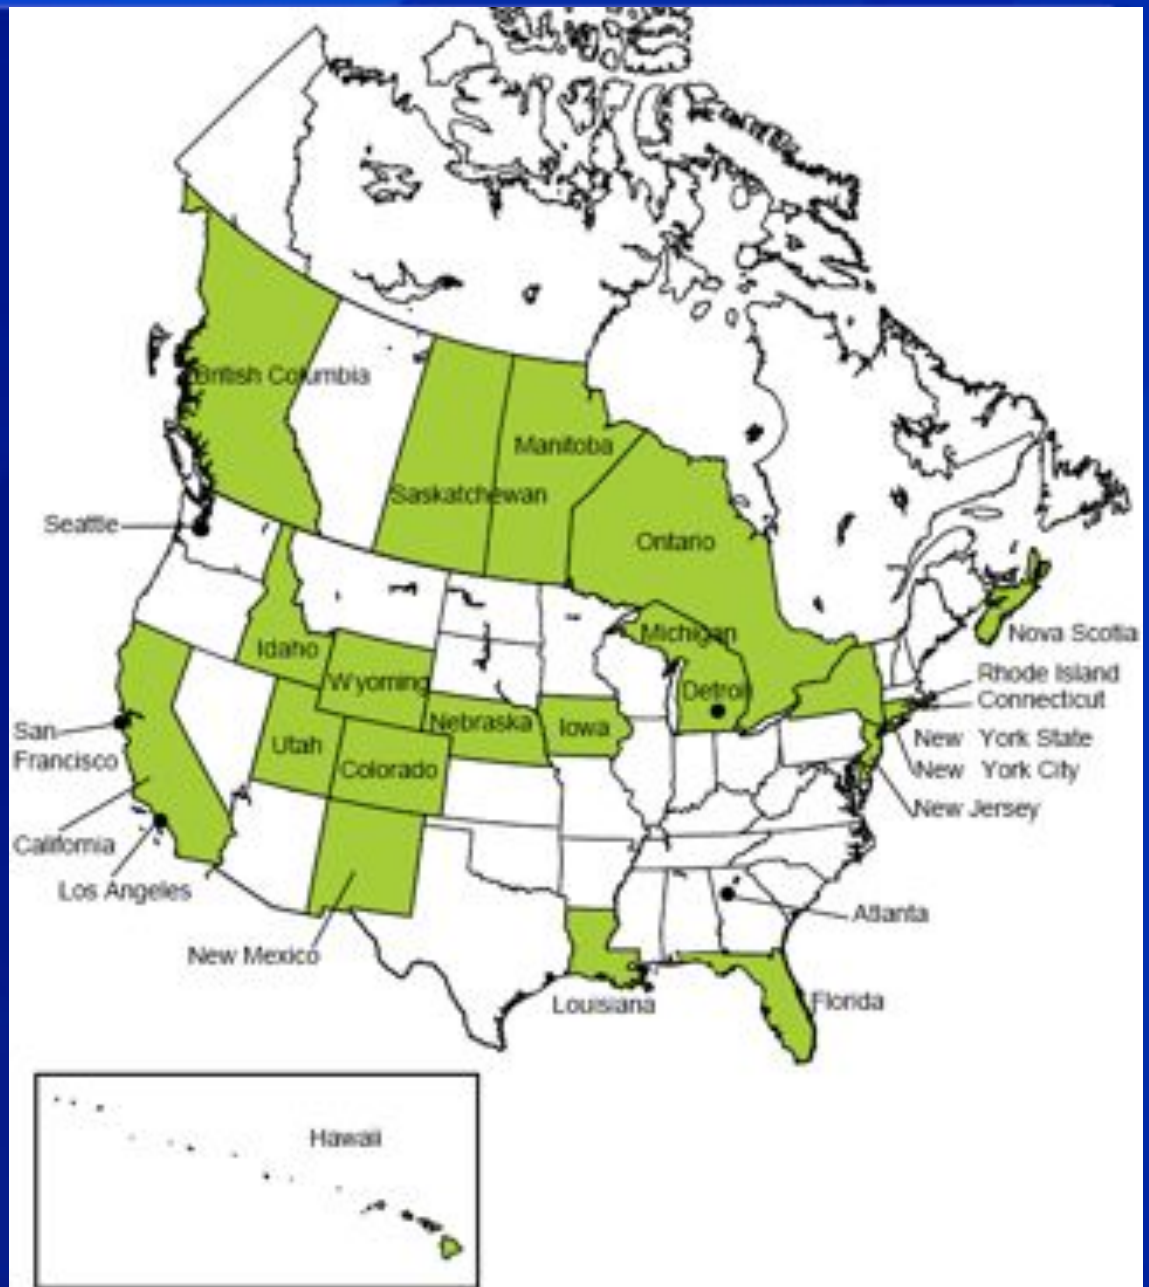 British Columbia
Manitoba
Saskatchewan
Seattle
Ontario
Michigan
Nova Scotia
Idaho
Rhode Island
Wyoming
Detroit
Connecticut
Nebraska
Iowa
San
Francisco
Utah
New York State
Colorado
New York City
New Jersey
California
Los Angeles
Atlanta
New Mexico
Louisiana
Florida
Hawaii